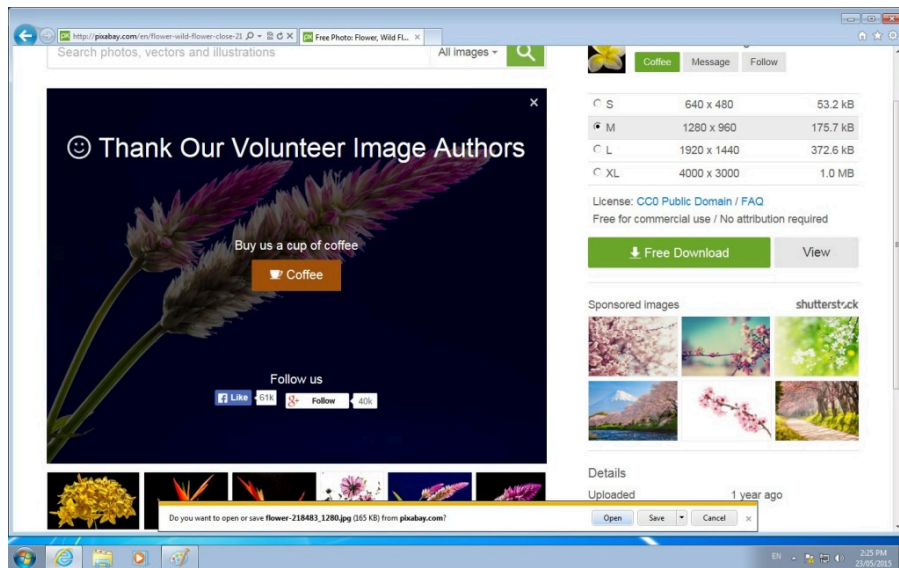 http://pixabay.com/en/flower-wild-flower-close-21
Free Photo: Flower, Wild Fl...
Search photos, vectors and illustrations
All images
Coffee
Message
Follow
S 640 x 480 53.2 kB
M 1280 x 960 175.7 kB
L 1920 x 1440 372.6 kB
XL 4000 x 3000 1.0 MB
License: CC0 Public Domain / FAQ
Free for commercial use / No attribution required
Free Download
View
Thank Our Volunteer Image Authors
Buy us a cup of coffee
Coffee
Follow us
Like 61k
g+ Follow 40k
Sponsored images
shutterstock
Details
Uploaded 1 year ago
Do you want to open or save flower-218483_1280.jpg (165 KB) from pixabay.com?
Open
Save
Cancel
EN
2:25 PM
23/05/2015